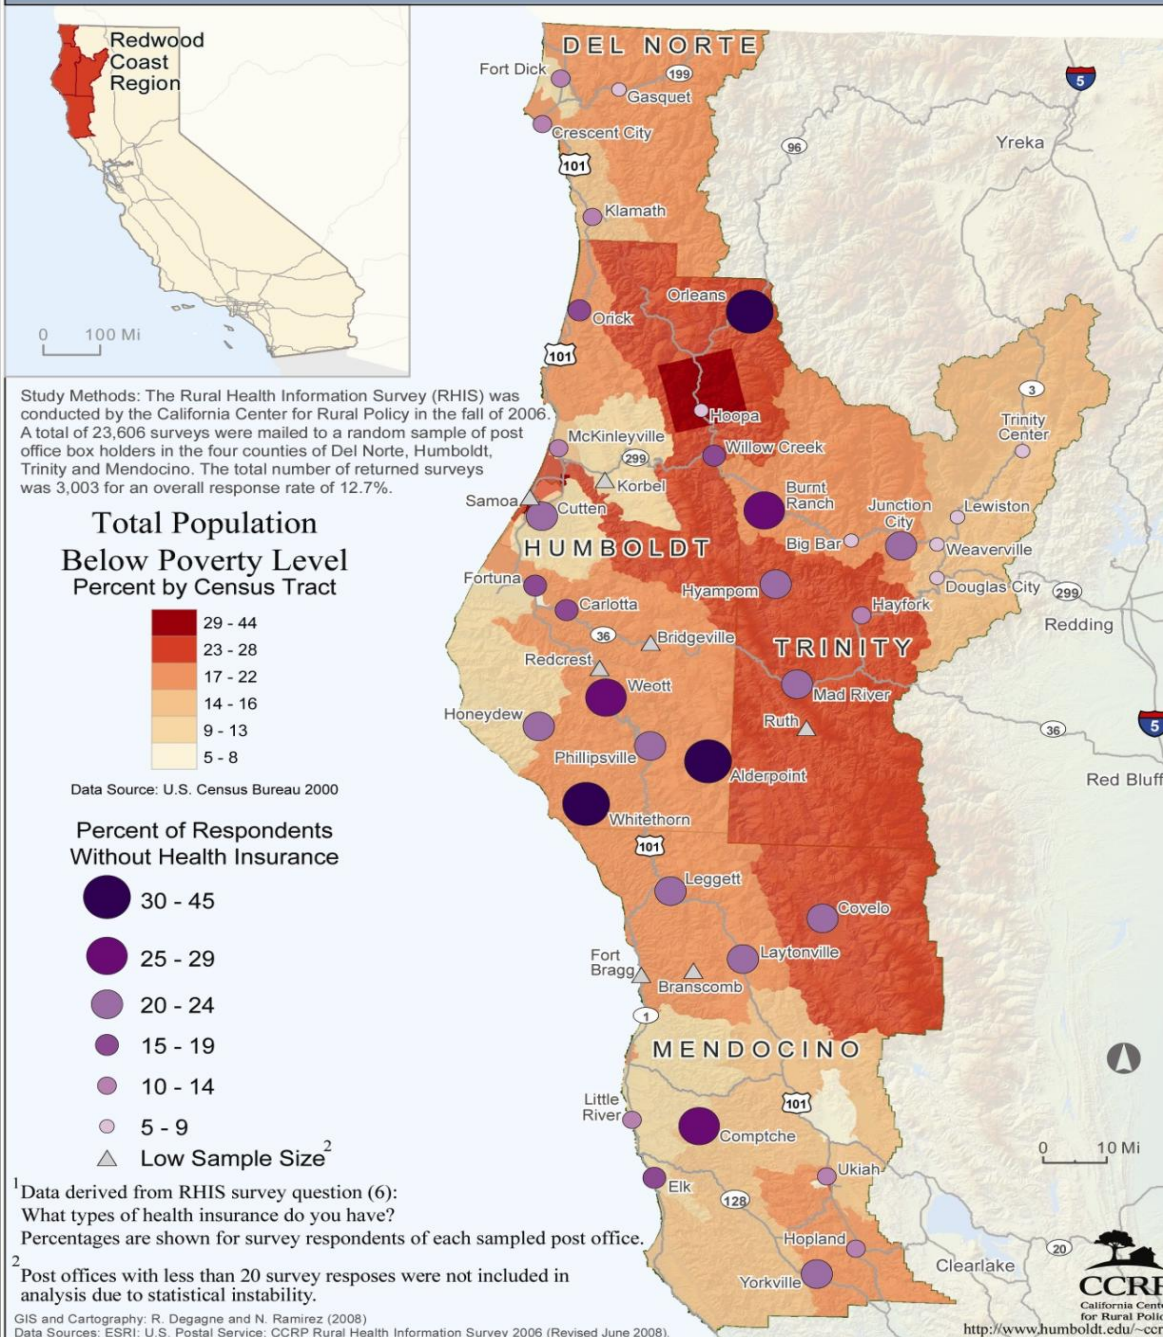 Redwood
Coast
Region
0 100 Mi
Study Methods: The Rural Health Information Survey (RHIS) was
conducted by the California Center for Rural Policy in the fall of 2006.
A total of 23,606 surveys were mailed to a random sample of post
office box holders in the four counties of Del Norte, Humboldt,
Trinity and Mendocino. The total number of returned surveys
was 3,003 for an overall response rate of 12.7%.
Total Population
Below Poverty Level
Percent by Census Tract
29 - 44
23 - 28
17 - 22
14 - 16
9 - 13
5 - 8
Data Source: U.S. Census Bureau 2000
Percent of Respondents
Without Health Insurance
30 - 45
25 - 29
20 - 24
15 - 19
10 - 14
5 - 9
Low Sample Size2
1Data derived from RHIS survey question (6):
What types of health insurance do you have?
Percentages are shown for survey respondents of each sampled post office.
2Post offices with less than 20 survey resposes were not included in
analysis due to statistical instability.
GIS and Cartography: R. Degagne and N. Ramirez (2008)
Data Sources: ESRI; U.S. Postal Service; CCRP Rural Health Information Survey 2006 (Revised June 2008).
DEL NORTE
Fort Dick
199
Gasquet
5
Crescent City
96
Yreka
101
Klamath
Orleans
Orick
101
3
Hoopa
Trinity
Center
McKinleyville
Willow Creek
299
Korbel
Samoa
Cutten
Burnt
Ranch
Junction
City
Lewiston
HUMBOLDT
Big Bar
Weaverville
Fortuna
Hyampom
Douglas City
299
Carlotta
Hayfork
Redding
36
Bridgeville
TRINITY
Redcrest
Weott
Mad River
Honeydew
Ruth
36
5
Phillipsville
Alderpoint
Red Bluff
Whitethorn
101
Leggett
Covelo
Fort
Bragg
Laytonville
Branscomb
1
MENDOCINO
Little
River
101
Comptche
0 10 Mi
Ukiah
Elk
128
Hopland
20
Clearlake
Yorkville
CCRP
California Cent
for Rural Polic
http://www.humboldt.edu/~ccr